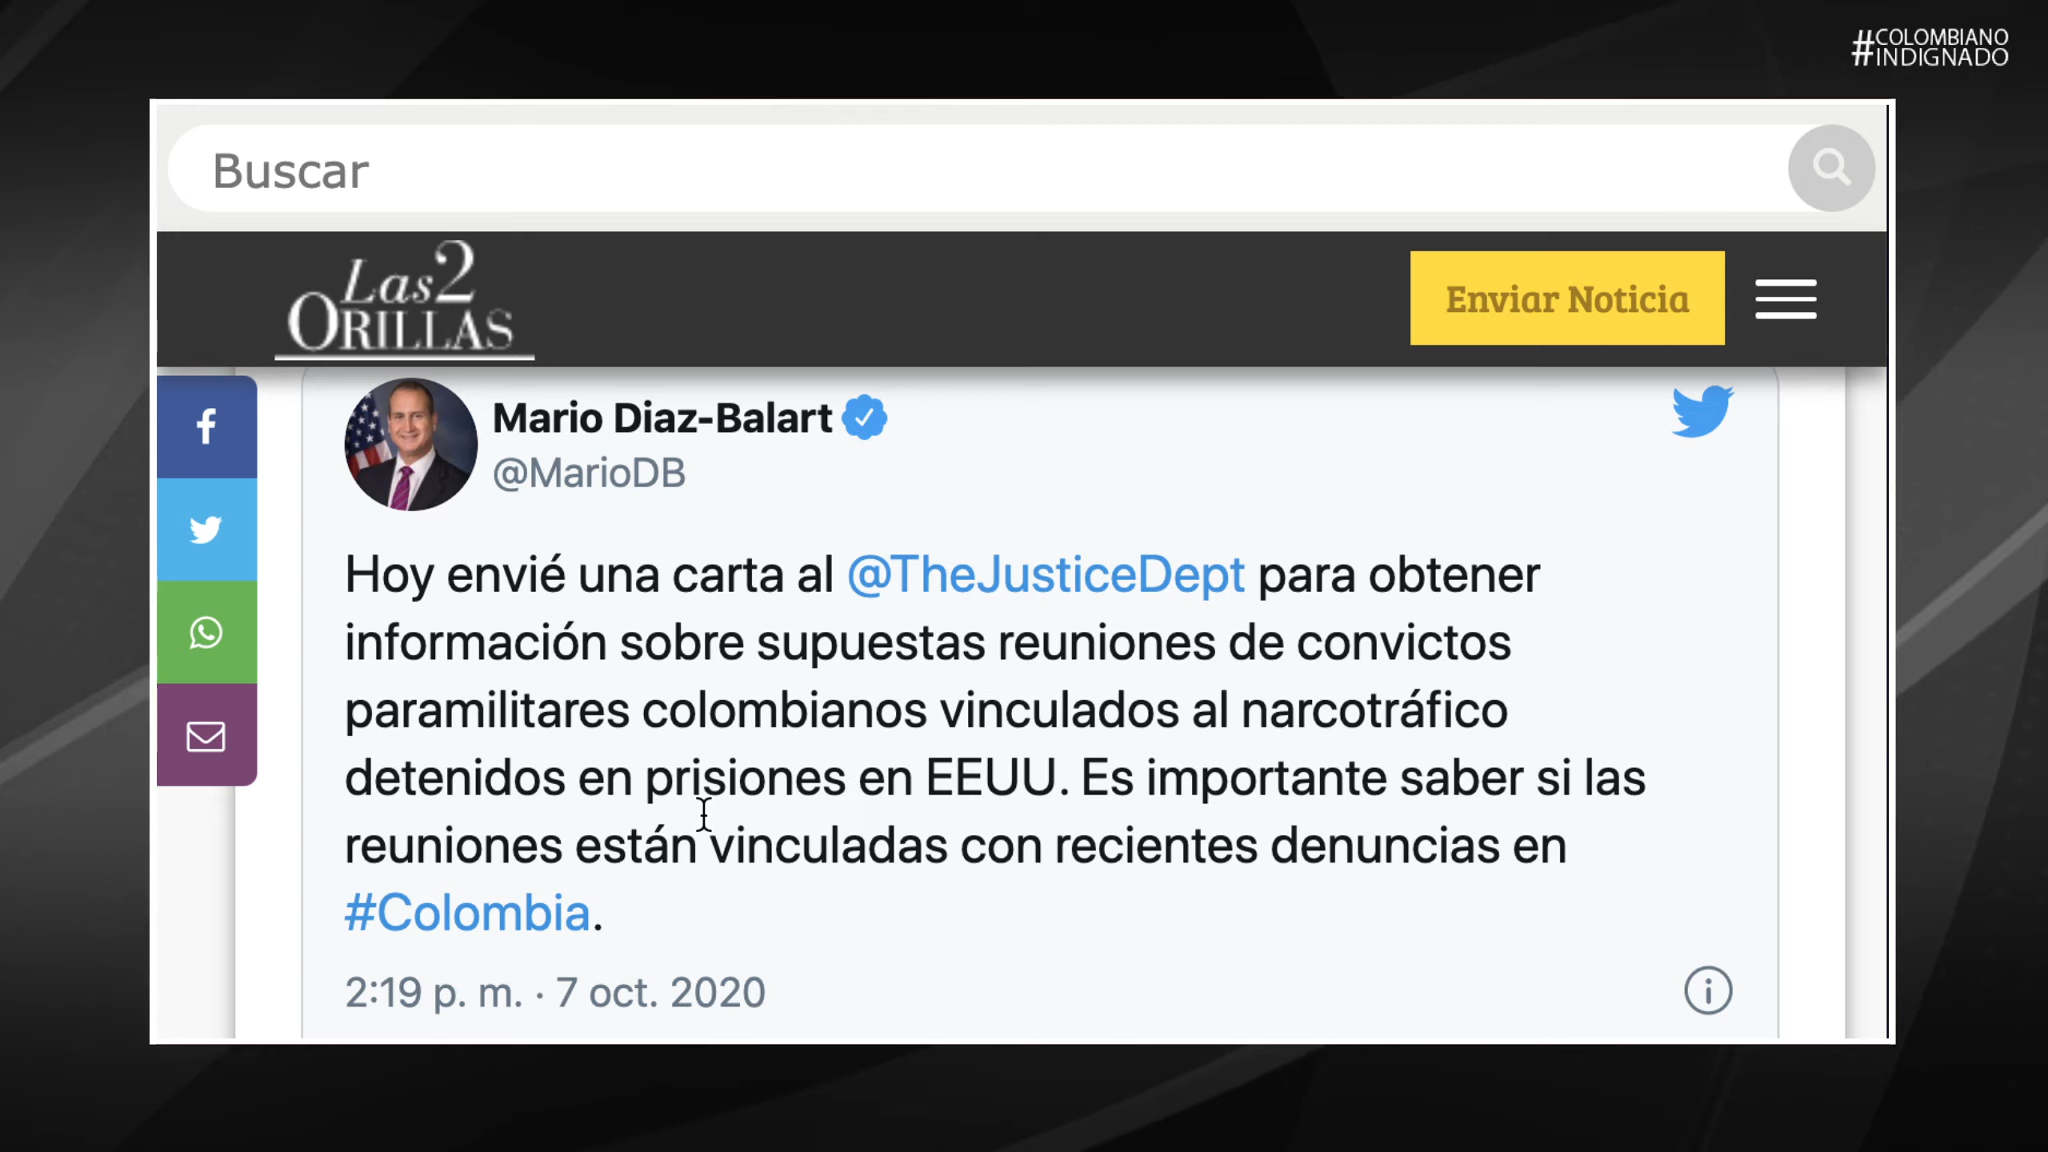 #COLOMBIANO
INDIGNADO
Buscar
Las 2
ORILLAS
Enviar Noticia
Mario Diaz-Balart
@MarioDB
Hoy envié una carta al @TheJusticeDept para obtener
información sobre supuestas reuniones de convictos
paramilitares colombianos vinculados al narcotráfico
detenidos en prisiones en EEUU. Es importante saber si las
reuniones están vinculadas con recientes denuncias en
#Colombia.
2:19 p. m. · 7 oct. 2020